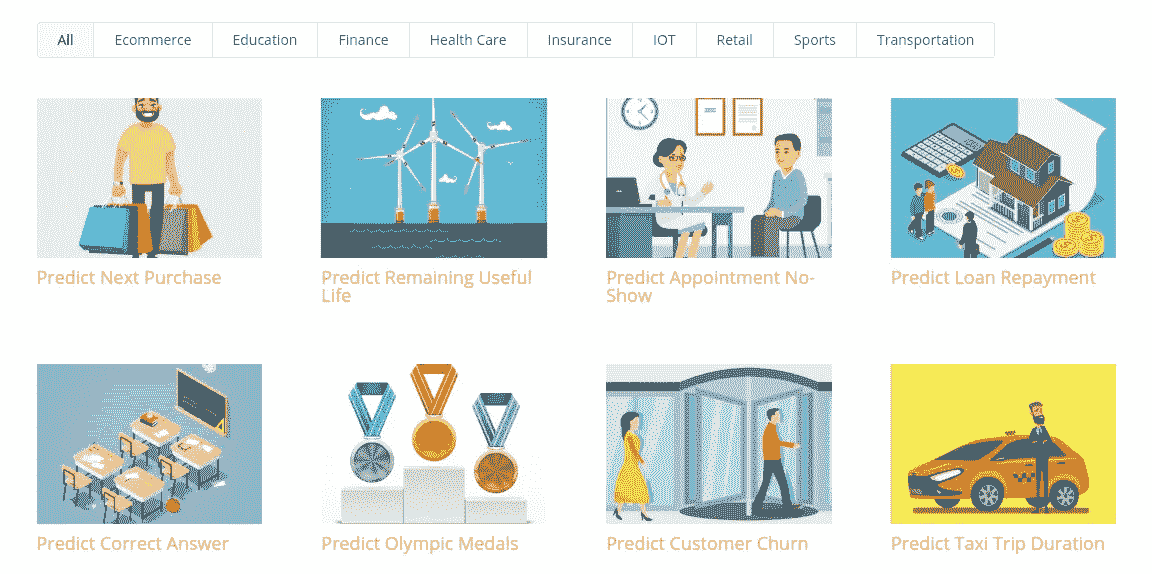 All Ecommerce Education Finance Health Care Insurance IOT Retail Sports Transportation
Predict Next Purchase
Predict Remaining Useful
Life
Predict Appointment No-
Show
Predict Loan Repayment
Predict Correct Answer
Predict Olympic Medals
Predict Customer Churn
Predict Taxi Trip Duration